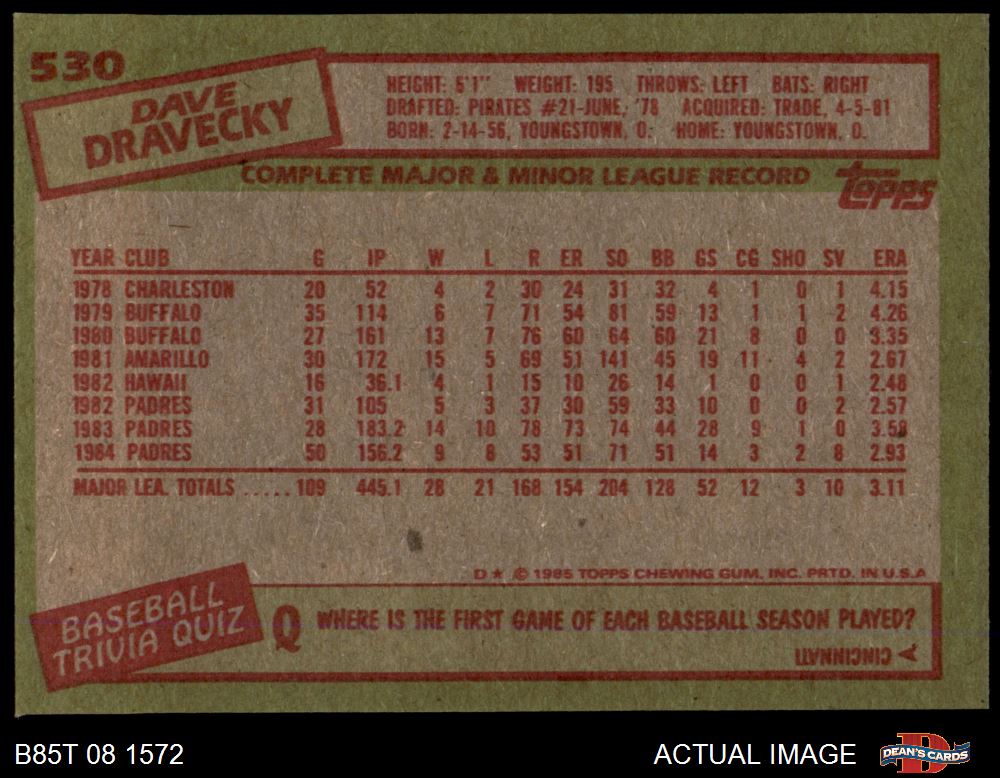 530
DAVE
DRAVECKY
HEIGHT: 6'1" WEIGHT: 195 THROWS: LEFT BATS: RIGHT
DRAFTED: PIRATES #21-JUNE, '78 ACQUIRED: TRADE, 4-5-81
BORN: 2-14-56, YOUNGSTOWN, O. HOME: YOUNGSTOWN, O.
COMPLETE MAJOR & MINOR LEAGUE RECORD
topps
YEAR CLUB G IP W L R ER SO BB GS CG SHO SV ERA
1978 CHARLESTON 20 52 4 2 30 24 31 32 4 1 0 1 4.15
1979 BUFFALO 35 114 6 7 71 54 81 59 13 1 1 2 4.26
1980 BUFFALO 27 161 13 7 76 60 64 60 21 8 0 0 3.35
1981 AMARILLO 30 172 15 5 69 51 141 45 19 11 4 2 2.67
1982 HAWAII 16 36.1 4 1 15 10 26 14 1 0 0 1 2.48
1982 PADRES 31 105 5 3 37 30 59 33 10 0 0 2 2.57
1983 PADRES 28 183.2 14 10 78 73 74 44 28 9 1 0 3.58
1984 PADRES 50 156.2 9 8 53 51 71 51 14 3 2 8 2.93
MAJOR LEA. TOTALS ..... 109 445.1 28 21 168 154 204 128 52 12 3 10 3.11
D★ © 1985 TOPPS CHEWING GUM, INC. PRTD. IN U.S.A
BASEBALL
TRIVIA QUIZ
Q WHERE IS THE FIRST GAME OF EACH BASEBALL SEASON PLAYED?
A CINCINNATI
B85T 08 1572
ACTUAL IMAGE
D
DEAN'S CARDS